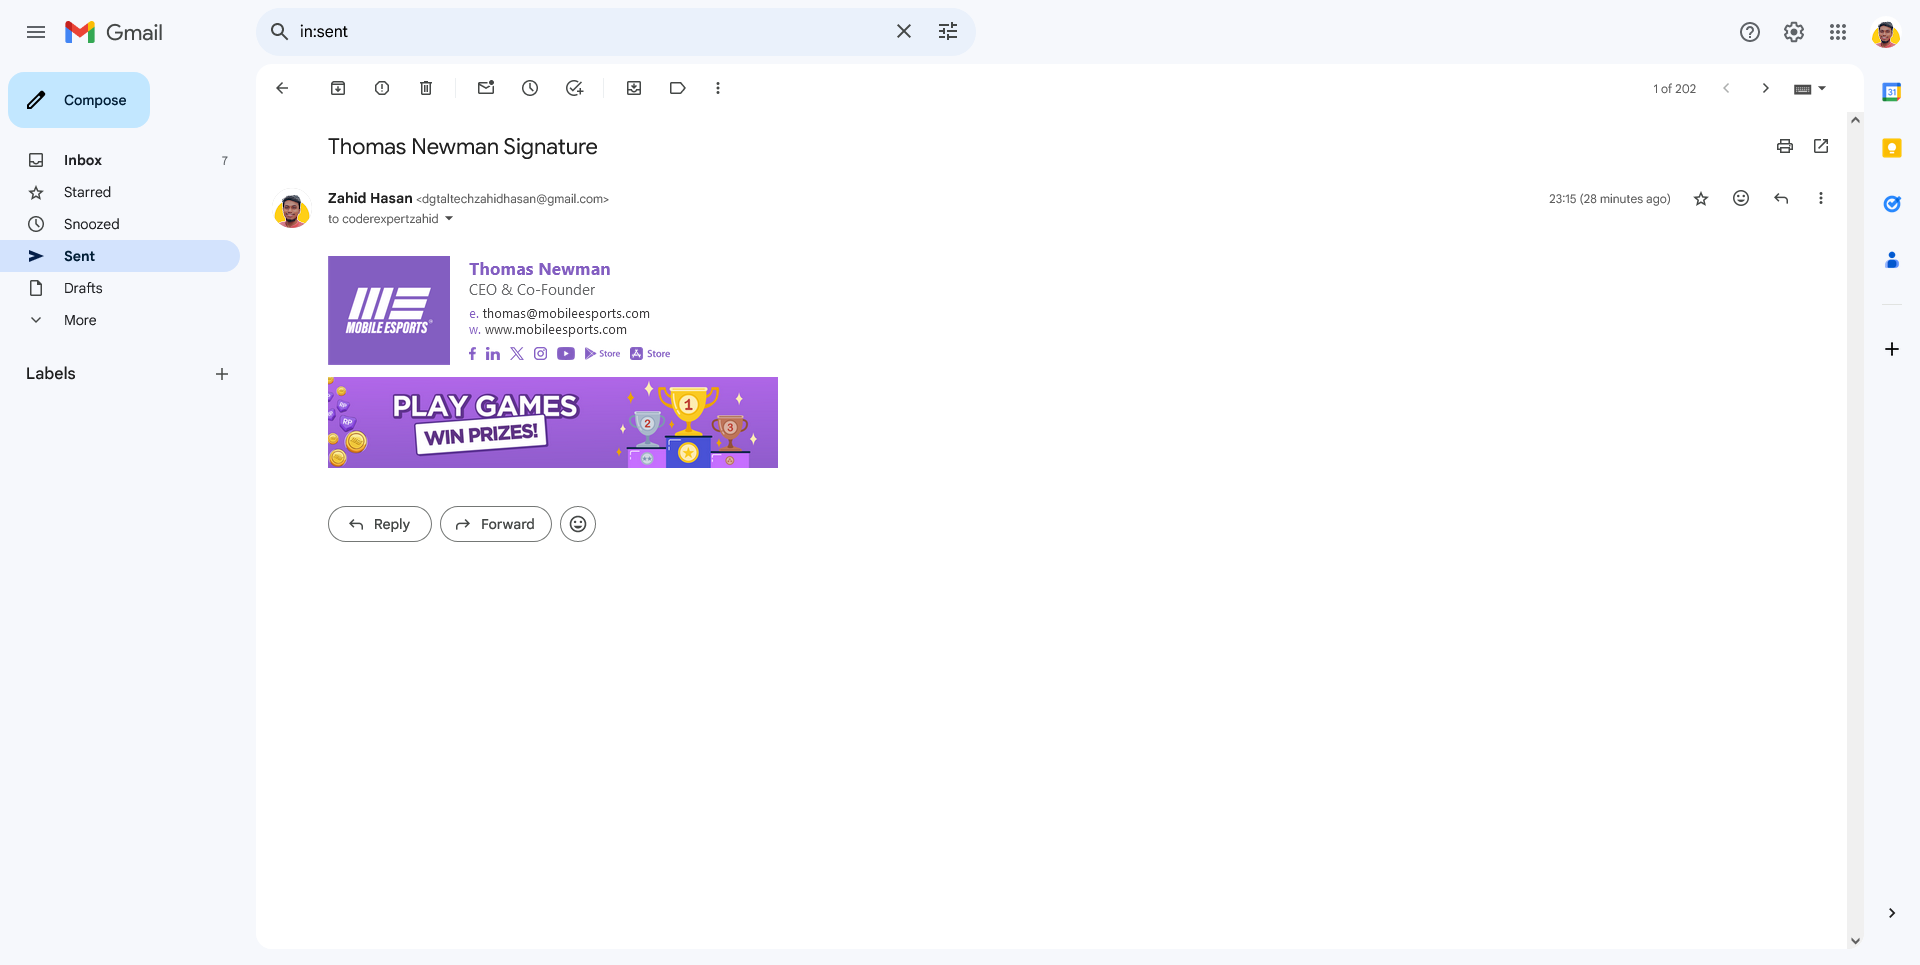 Gmail
in:sent
Compose
Inbox 7
Starred
Snoozed
Sent
Drafts
More
Labels
1 of 202
31
Thomas Newman Signature
Zahid Hasan <dgtaltechzahidhasan@gmail.com>
23:15 (28 minutes ago)
to coderexpertzahid
MOBILE ESPORTS
Thomas Newman
CEO & Co-Founder
e. thomas@mobileesports.com
w. www.mobileesports.com
Store
Store
PLAY GAMES
WIN PRIZES!
RP
1
2
3
Reply
Forward